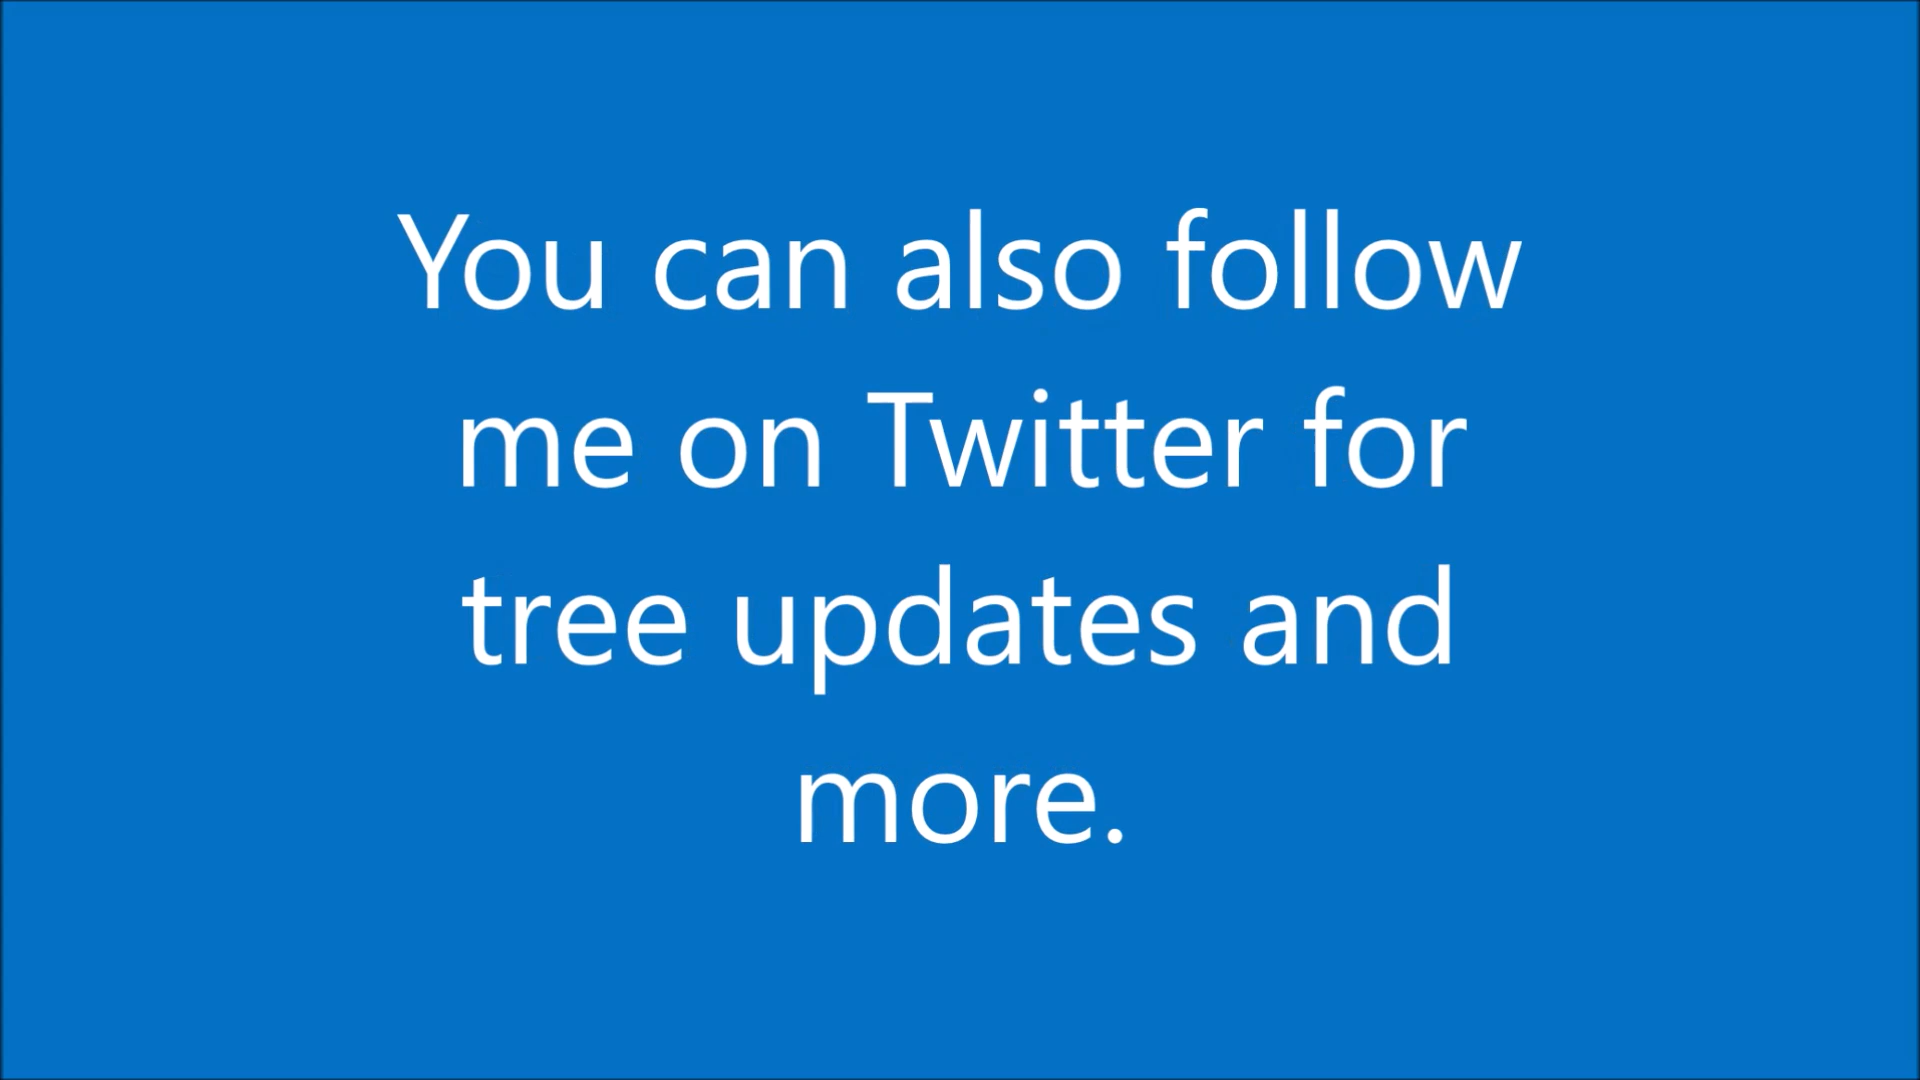 You can also follow
me on Twitter for
tree updates and
more.